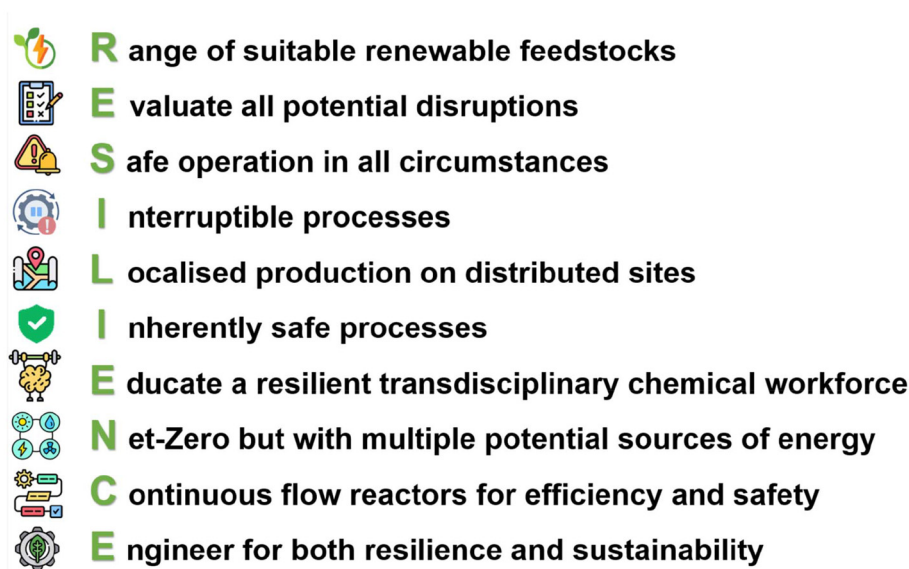 R ange of suitable renewable feedstocks
E valuate all potential disruptions
S afe operation in all circumstances
I nterruptible processes
L ocalised production on distributed sites
I nherently safe processes
E ducate a resilient transdisciplinary chemical workforce
N et-Zero but with multiple potential sources of energy
C ontinuous flow reactors for efficiency and safety
E ngineer for both resilience and sustainability